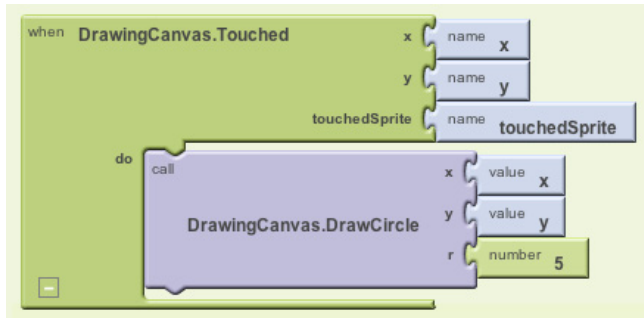 when DrawingCanvas.Touched x name x
y name y
touchedSprite name touchedSprite
do call x value x
DrawingCanvas.DrawCircle y value y
r number 5